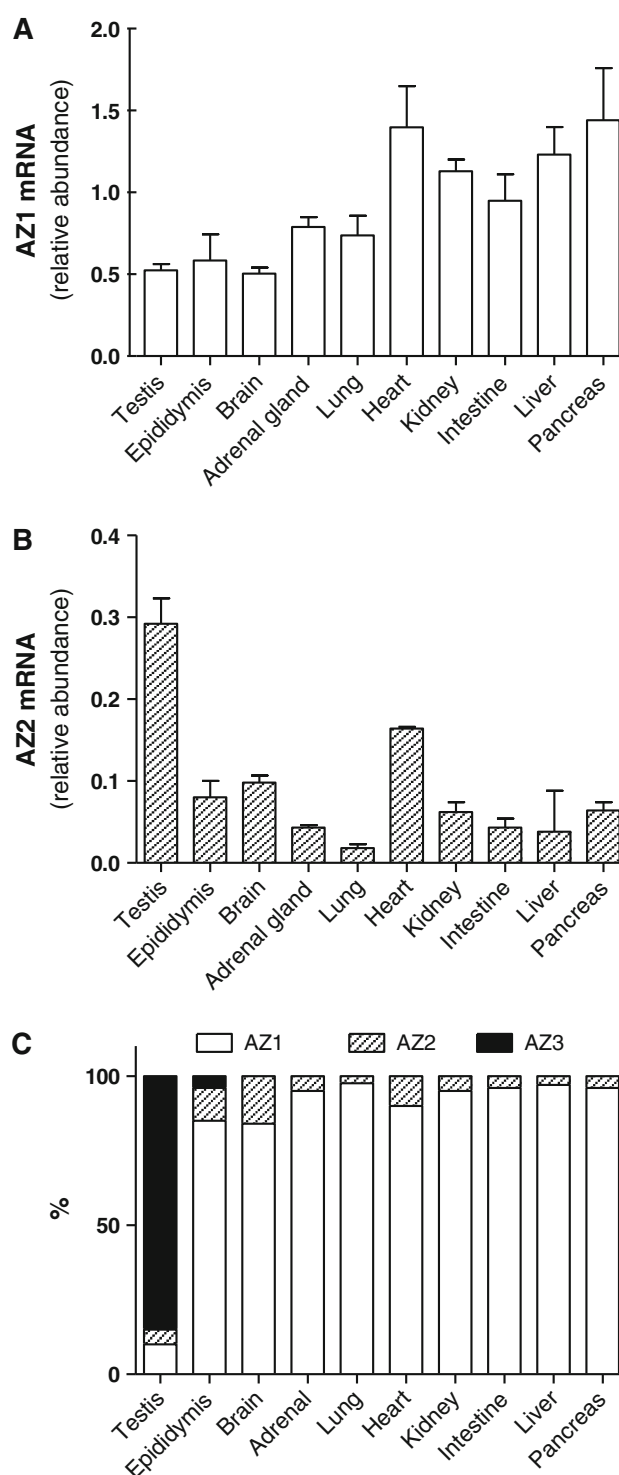 A
AZ1 mRNA
(relative abundance)
2.0
1.5
1.0
0.5
0.0
Testis
Epididymis
Brain
Adrenal gland
Lung
Heart
Kidney
Intestine
Liver
Pancreas
B
AZ2 mRNA
(relative abundance)
0.4
0.3
0.2
0.1
0.0
Testis
Epididymis
Brain
Adrenal gland
Lung
Heart
Kidney
Intestine
Liver
Pancreas
C
AZ1 AZ2 AZ3
%
100
50
0
Testis
Epididymis
Brain
Adrenal
Lung
Heart
Kidney
Intestine
Liver
Pancreas